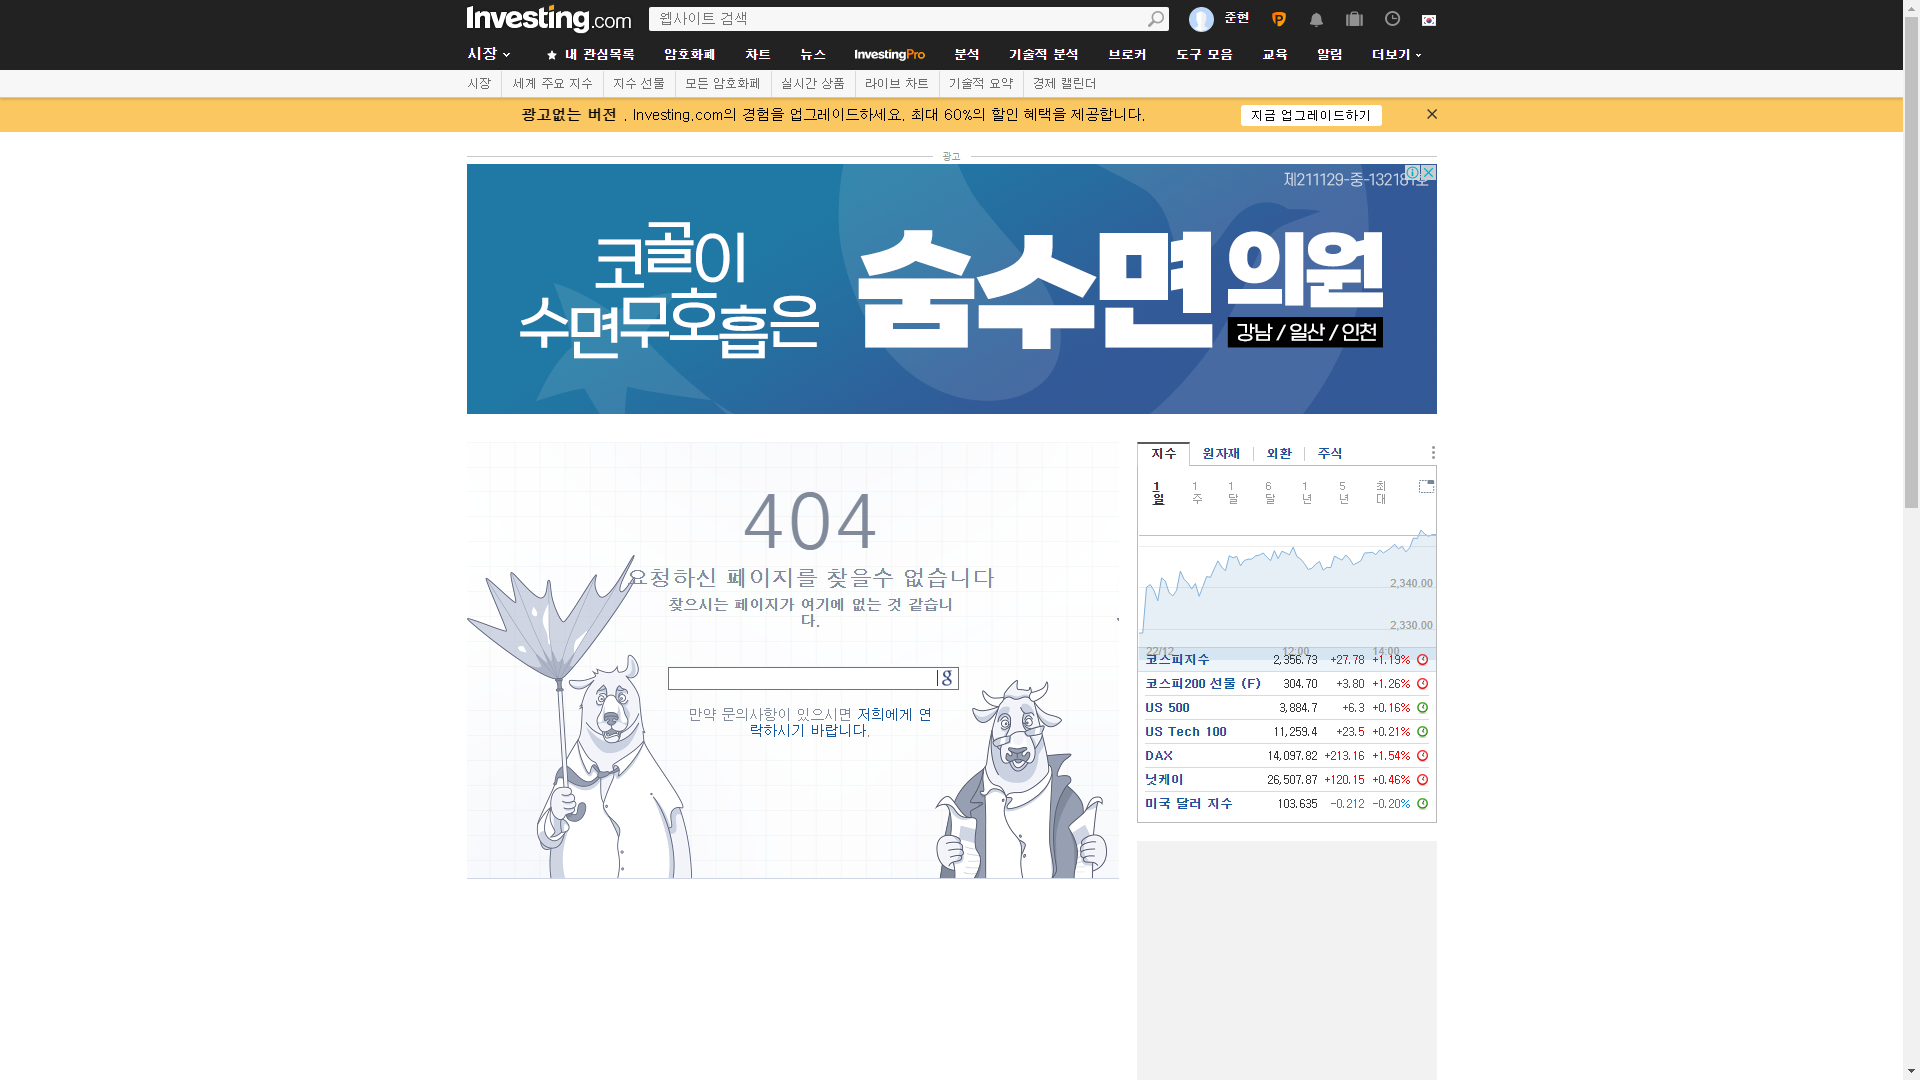 Investing.com
웹사이트 검색
준현
시장
내 관심목록
암호화폐
차트
뉴스
InvestingPro
분석
기술적 분석
브로커
도구 모음
교육
알림
더보기
시장
세계 주요 지수
지수 선물
모든 암호화폐
실시간 상품
라이브 차트
기술적 요약
경제 캘린더
광고없는 버전 . Investing.com의 경험을 업그레이드하세요. 최대 60%의 할인 혜택을 제공합니다.
지금 업그레이드하기
광고
제211129-중-132181호
코골이
수면무호흡은
숨수면의원
강남 / 일산 / 인천
404
요청하신 페이지를 찾을수 없습니다
찾으시는 페이지가 여기에 없는 것 같습니
다.
g
만약 문의사항이 있으시면 저희에게 연
락하시기 바랍니다.
지수
원자재
외환
주식
1일
1주
1달
6달
1년
5년
최대
2,340.00
2,330.00
22/12 12:00 14:00
코스피지수 2,356.73 +27.78 +1.19%
코스피200 선물 (F) 304.70 +3.80 +1.26%
US 500 3,884.7 +6.3 +0.16%
US Tech 100 11,259.4 +23.5 +0.21%
DAX 14,097.82 +213.16 +1.54%
닛케이 26,507.87 +120.15 +0.46%
미국 달러 지수 103.635 -0.212 -0.20%